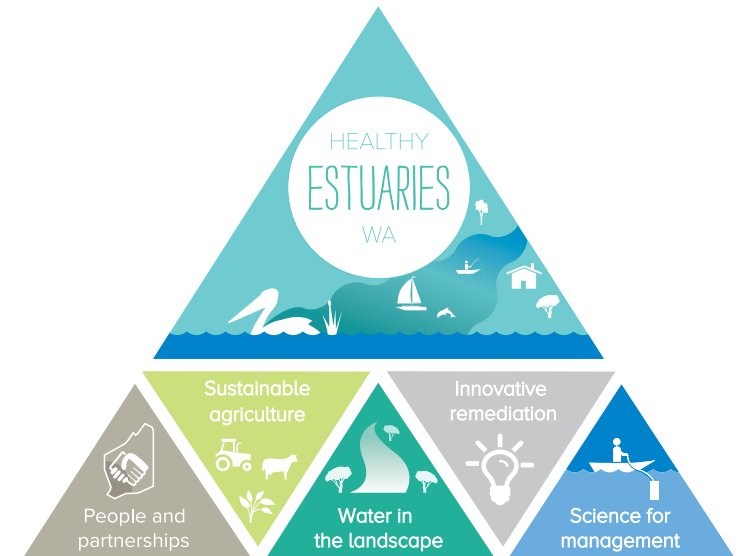 HEALTHY
ESTUARIES
WA
Sustainable
agriculture
Innovative
remediation
People and
partnerships
Water in
the landscape
Science for
management